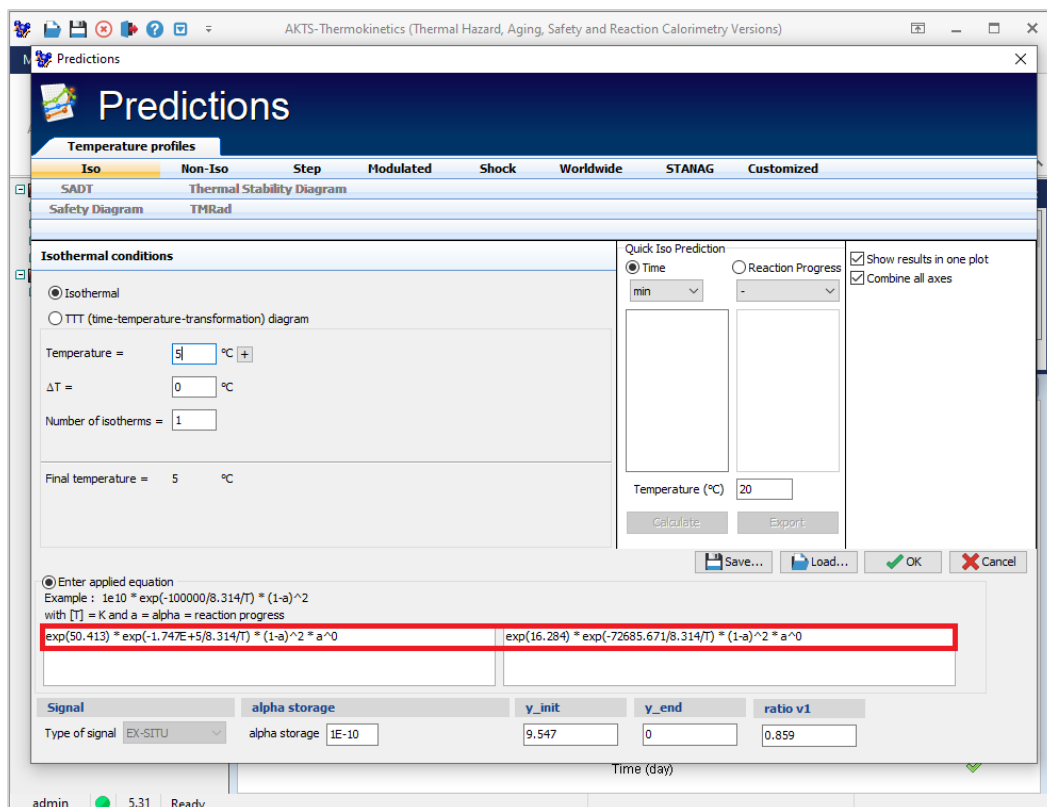 AKTS-Thermokinetics (Thermal Hazard, Aging, Safety and Reaction Calorimetry Versions)
Predictions
Predictions
Temperature profiles
Iso Non-Iso Step Modulated Shock Worldwide STANAG Customized
SADT Thermal Stability Diagram
Safety Diagram TMRad
Isothermal conditions
Isothermal
TTT (time-temperature-transformation) diagram
Temperature = 5 °C +
ΔT = 0 °C
Number of isotherms = 1
Final temperature = 5 °C
Quick Iso Prediction
Time Reaction Progress
min -
Temperature (°C) 20
Calculate Export
Show results in one plot
Combine all axes
Save... Load... OK Cancel
Enter applied equation
Example : 1e10 * exp(-100000/8.314/T) * (1-a)^2
with [T] = K and a = alpha = reaction progress
exp(50.413) * exp(-1.747E+5/8.314/T) * (1-a)^2 * a^0 exp(16.284) * exp(-72685.671/8.314/T) * (1-a)^2 * a^0
Signal alpha storage y_init y_end ratio v1
Type of signal EX-SITU alpha storage 1E-10 9.547 0 0.859
Time (day)
admin 5.31 Ready